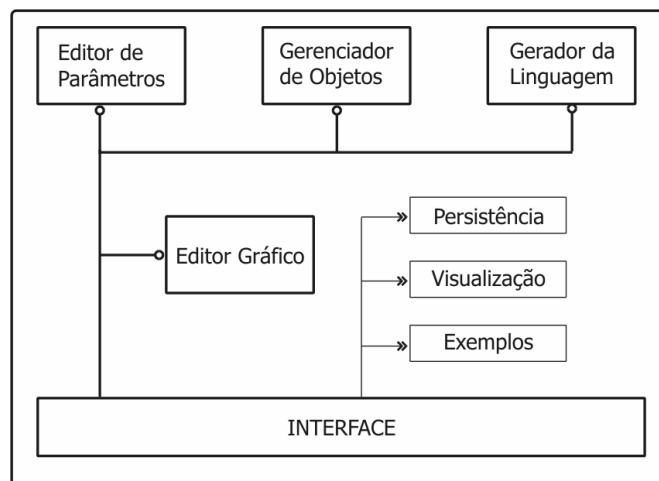 Editor de
Parâmetros
Gerenciador
de Objetos
Gerador da
Linguagem
Persistência
Editor Gráfico
Visualização
Exemplos
INTERFACE